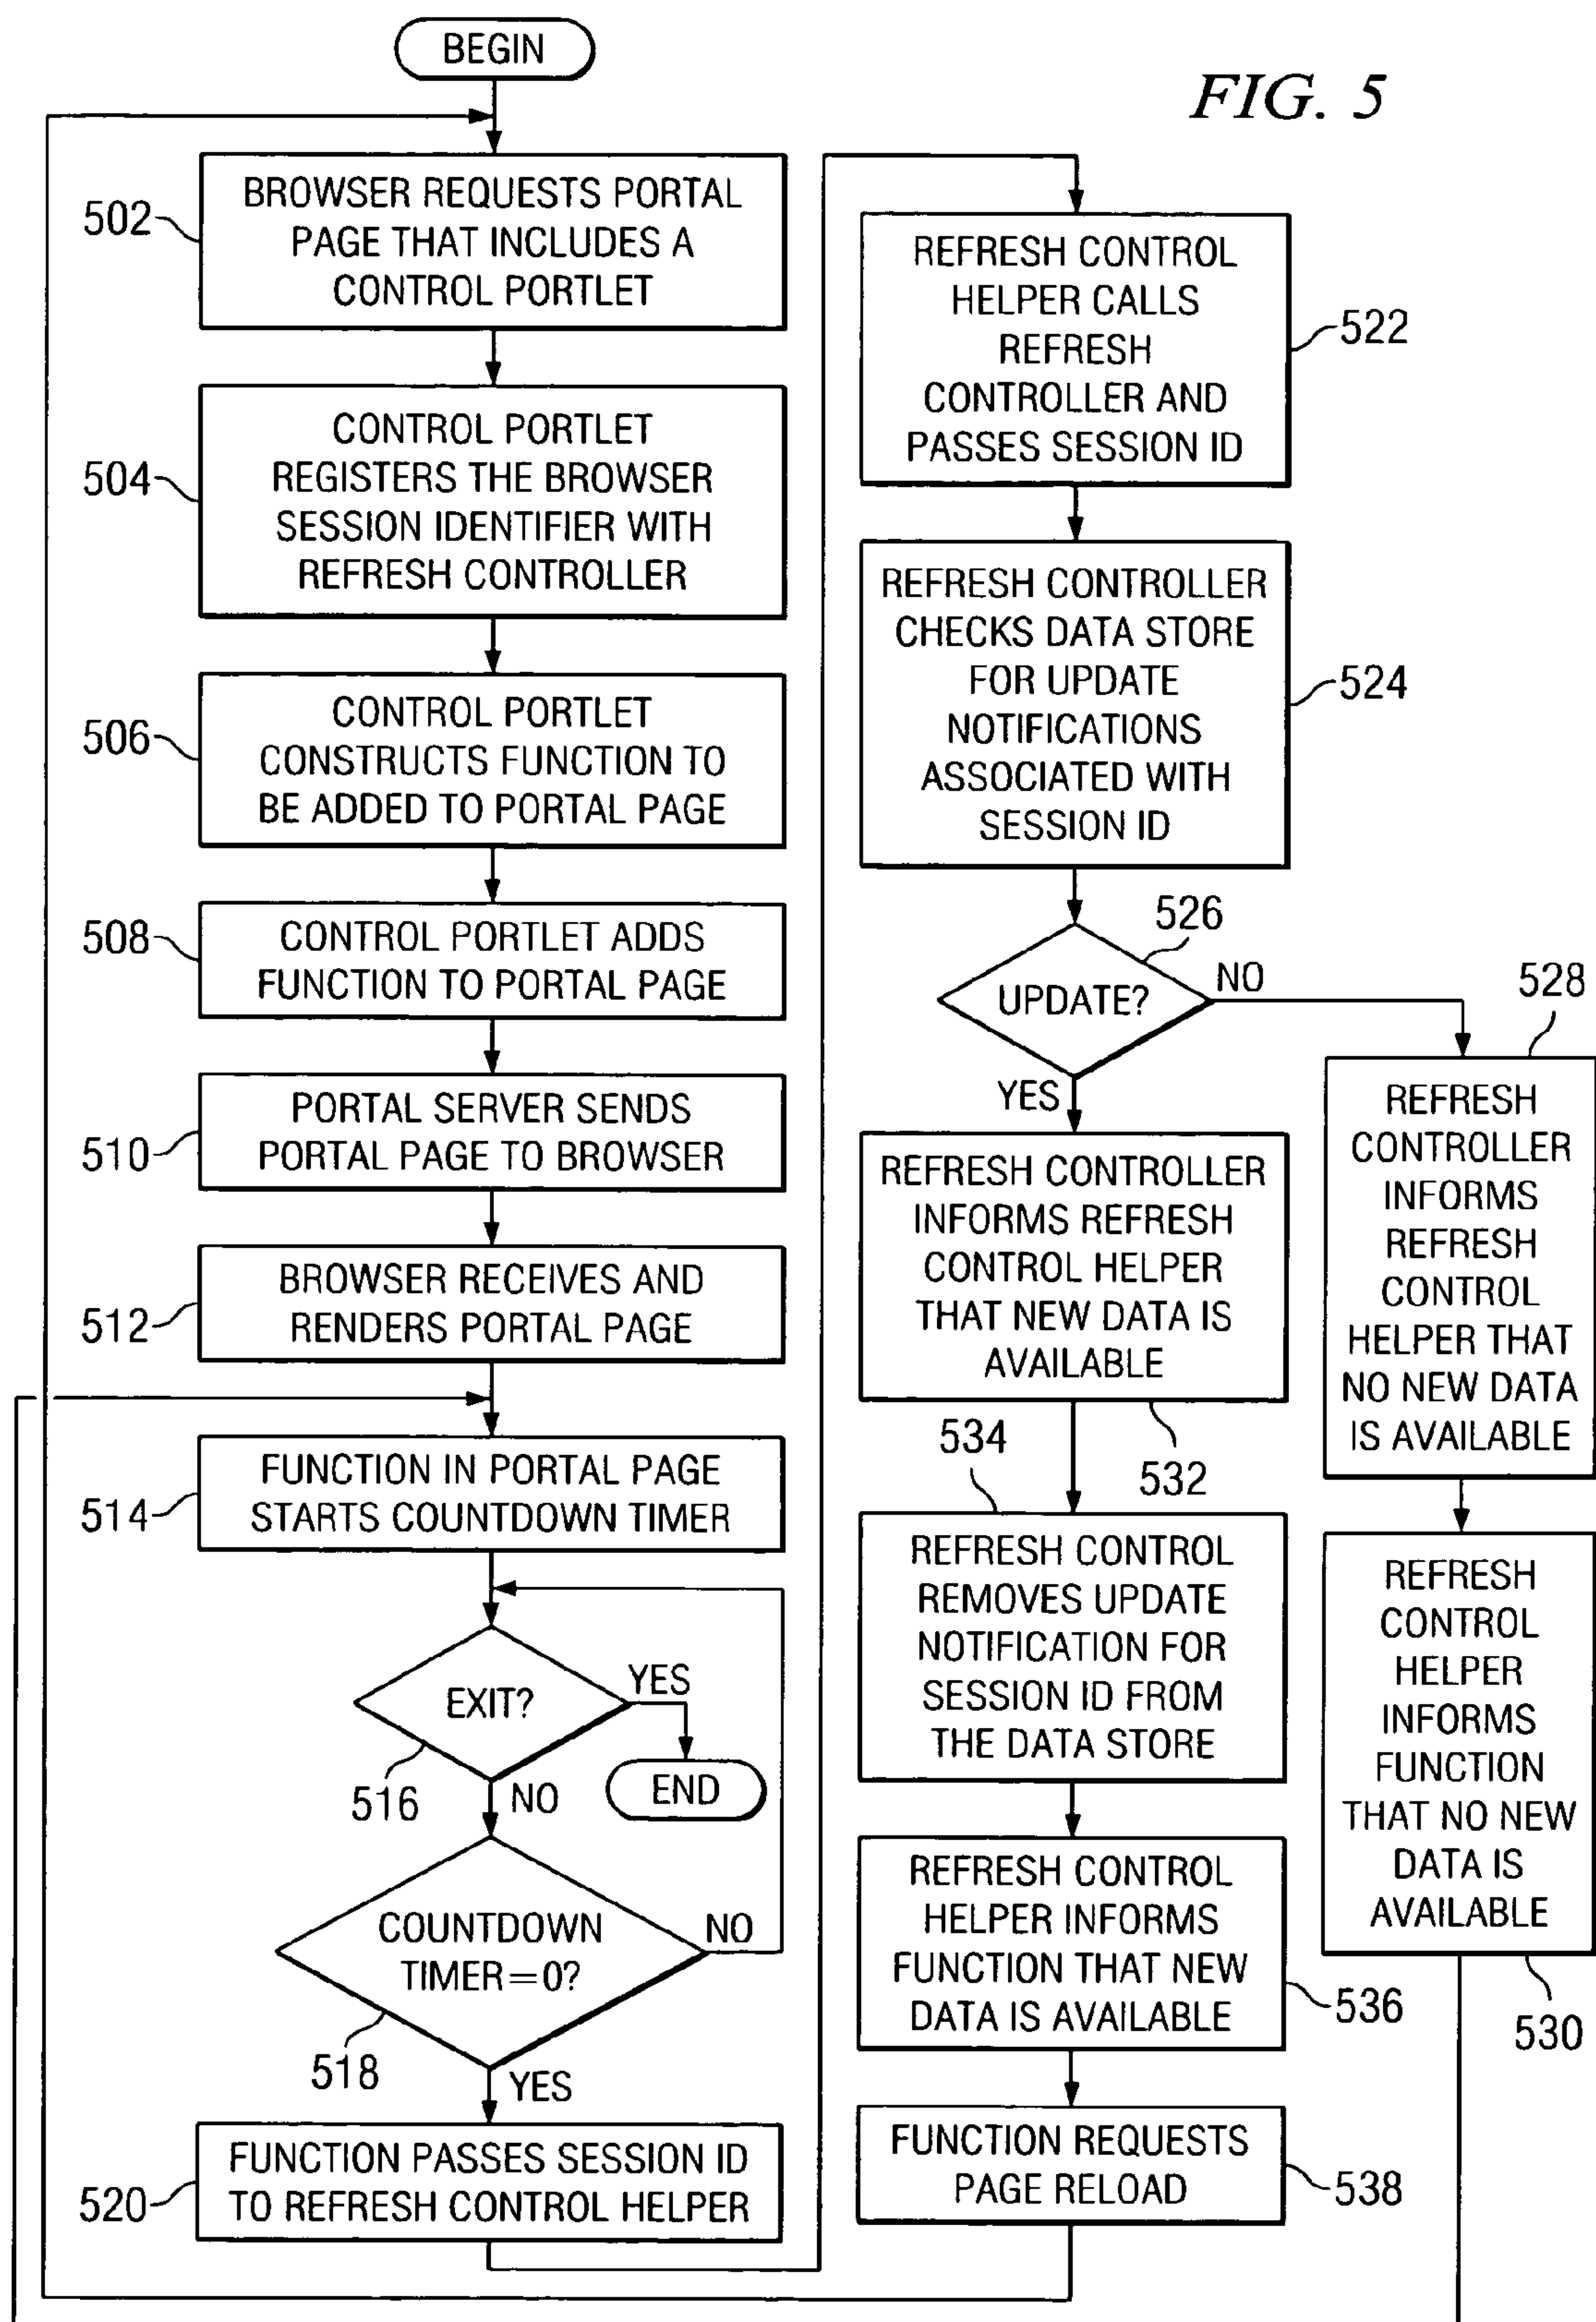 BEGIN
FIG. 5
502
BROWSER REQUESTS PORTAL
PAGE THAT INCLUDES A
CONTROL PORTLET
504
CONTROL PORTLET
REGISTERS THE BROWSER
SESSION IDENTIFIER WITH
REFRESH CONTROLLER
506
CONTROL PORTLET
CONSTRUCTS FUNCTION TO
BE ADDED TO PORTAL PAGE
508
CONTROL PORTLET ADDS
FUNCTION TO PORTAL PAGE
510
PORTAL SERVER SENDS
PORTAL PAGE TO BROWSER
512
BROWSER RECEIVES AND
RENDERS PORTAL PAGE
514
FUNCTION IN PORTAL PAGE
STARTS COUNTDOWN TIMER
EXIT?
YES
516
NO
END
COUNTDOWN
TIMER=0?
NO
518
YES
520
FUNCTION PASSES SESSION ID
TO REFRESH CONTROL HELPER
REFRESH CONTROL
HELPER CALLS
REFRESH
CONTROLLER AND
PASSES SESSION ID
522
REFRESH CONTROLLER
CHECKS DATA STORE
FOR UPDATE
NOTIFICATIONS
ASSOCIATED WITH
SESSION ID
524
526
UPDATE?
NO
YES
528
REFRESH
CONTROLLER
INFORMS
REFRESH
CONTROL
HELPER THAT
NO NEW DATA
IS AVAILABLE
REFRESH CONTROLLER
INFORMS REFRESH
CONTROL HELPER
THAT NEW DATA IS
AVAILABLE
532
534
REFRESH CONTROL
REMOVES UPDATE
NOTIFICATION FOR
SESSION ID FROM
THE DATA STORE
REFRESH
CONTROL
HELPER
INFORMS
FUNCTION
THAT NO NEW
DATA IS
AVAILABLE
530
REFRESH CONTROL
HELPER INFORMS
FUNCTION THAT NEW
DATA IS AVAILABLE
536
FUNCTION REQUESTS
PAGE RELOAD
538